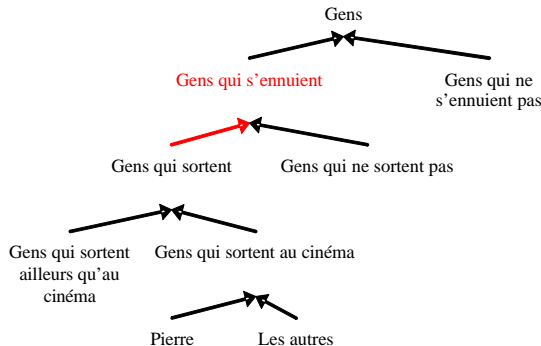 Gens
Gens qui s'ennuient
Gens qui ne
s'ennuient pas
Gens qui sortent
Gens qui ne sortent pas
Gens qui sortent
ailleurs qu'au
cinéma
Gens qui sortent au cinéma
Pierre
Les autres